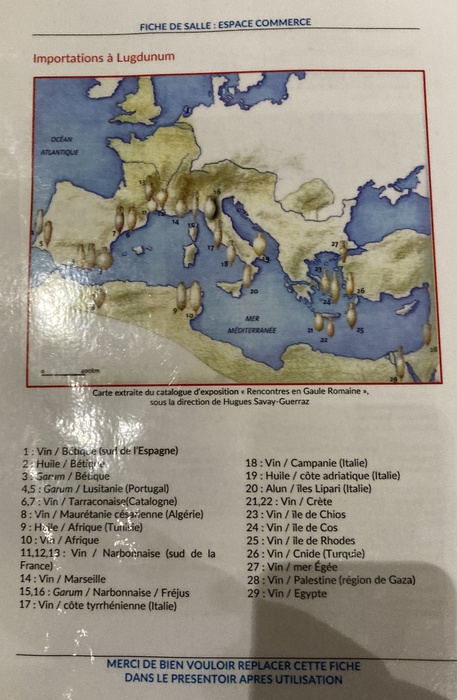 FICHE DE SALLE : ESPACE COMMERCE
Importations à Lugdunum
OCÉAN
ATLANTIQUE
MER
MÉDITERRANÉE
Carte extraite du catalogue d'exposition « Rencontres en Gaule Romaine »,
sous la direction de Hugues Savay-Guerraz
1 : Vin / Bétique (sud de l'Espagne)
2 : Huile / Bétique
3 : Garum / Bétique
4,5 : Garum / Lusitanie (Portugal)
6,7 : Vin / Tarraconaise(Catalogne)
8 : Vin / Maurétanie césarienne (Algérie)
9 : Huile / Afrique (Tunisie)
10 : Vin / Afrique
11,12,13 : Vin / Narbonnaise (sud de la
France)
14 : Vin / Marseille
15,16 : Garum / Narbonnaise / Fréjus
17 : Vin / côte tyrrhénienne (Italie)
18 : Vin / Campanie (Italie)
19 : Huile / côte adriatique (Italie)
20 : Alun / îles Lipari (Italie)
21,22 : Vin / Crète
23 : Vin / île de Chios
24 : Vin / île de Cos
25 : Vin / île de Rhodes
26 : Vin / Cnide (Turquie)
27 : Vin / mer Égée
28 : Vin / Palestine (région de Gaza)
29 : Vin / Egypte
MERCI DE BIEN VOULOIR REPLACER CETTE FICHE
DANS LE PRESENTOIR APRES UTILISATION